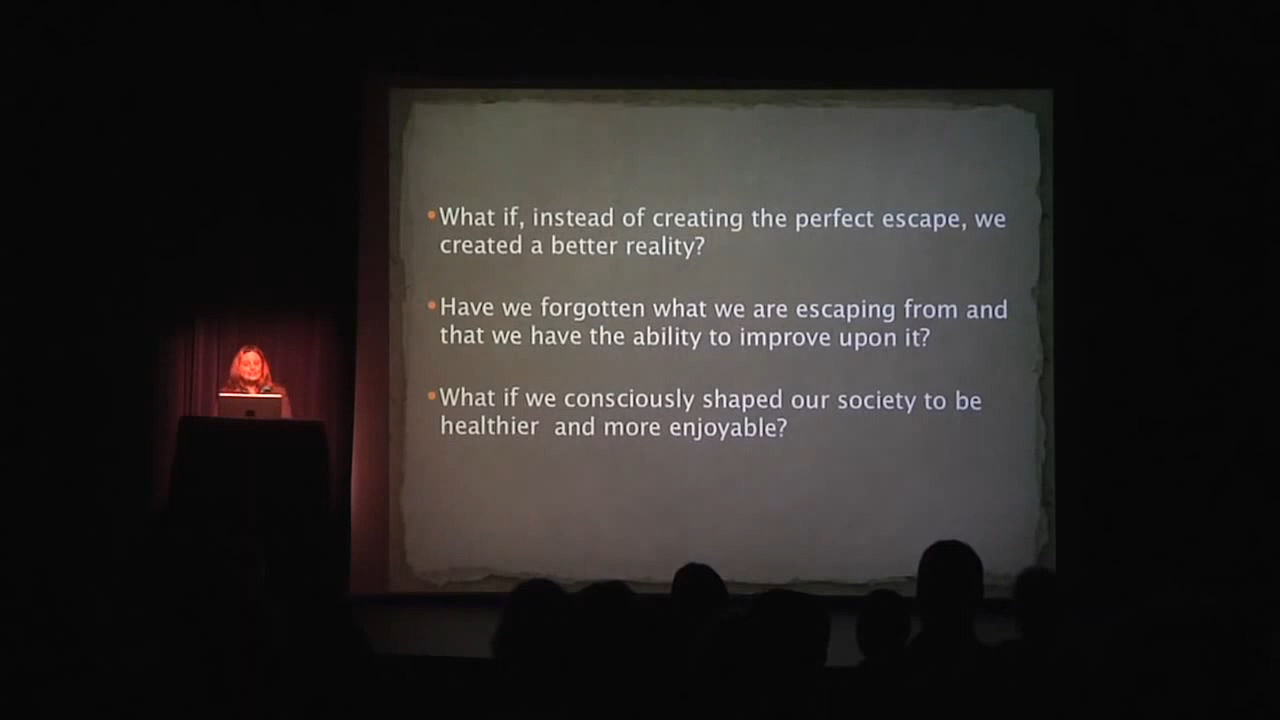 •What if, instead of creating the perfect escape, we
created a better reality?
•Have we forgotten what we are escaping from and
that we have the ability to improve upon it?
•What if we consciously shaped our society to be
healthier  and more enjoyable?